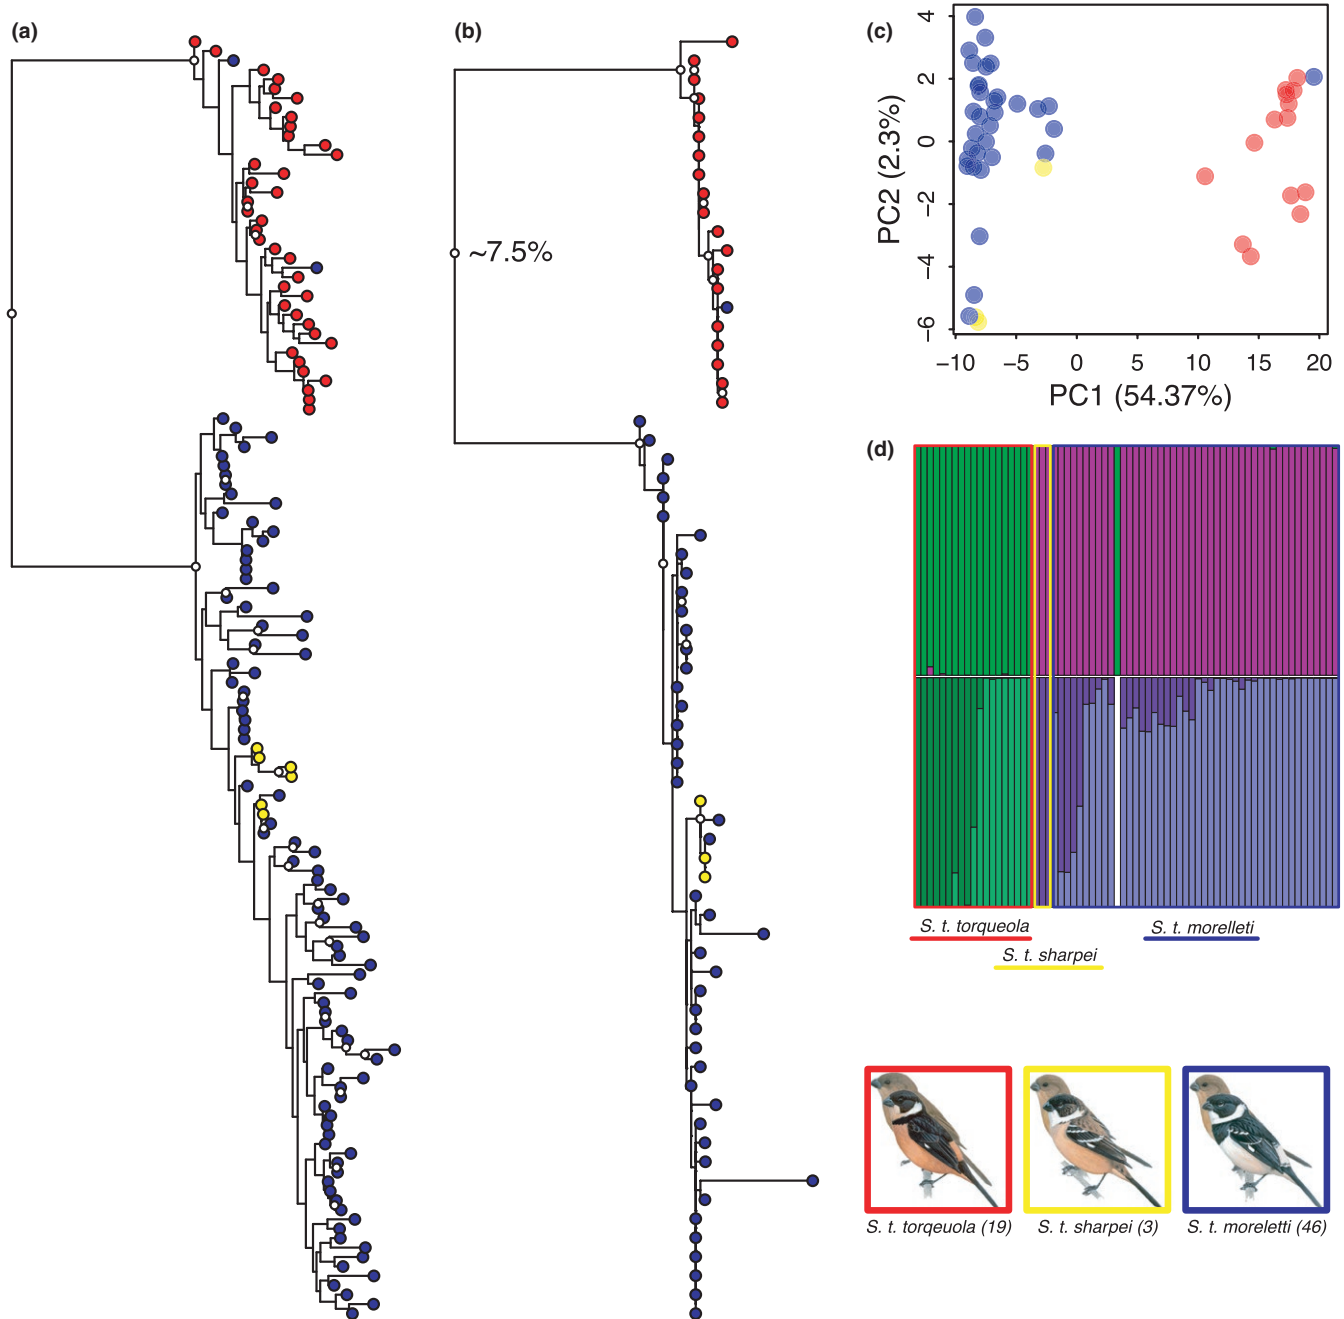 (a)
(b)
~7.5%
(c)
4
2
0
−2
−4
−6
PC2 (2.3%)
−10 −5 0 5 10 15 20
PC1 (54.37%)
(d)
S. t. torqueola
S. t. morelleti
S. t. sharpei
S. t. torqeuola (19) S. t. sharpei (3) S. t. moreletti (46)